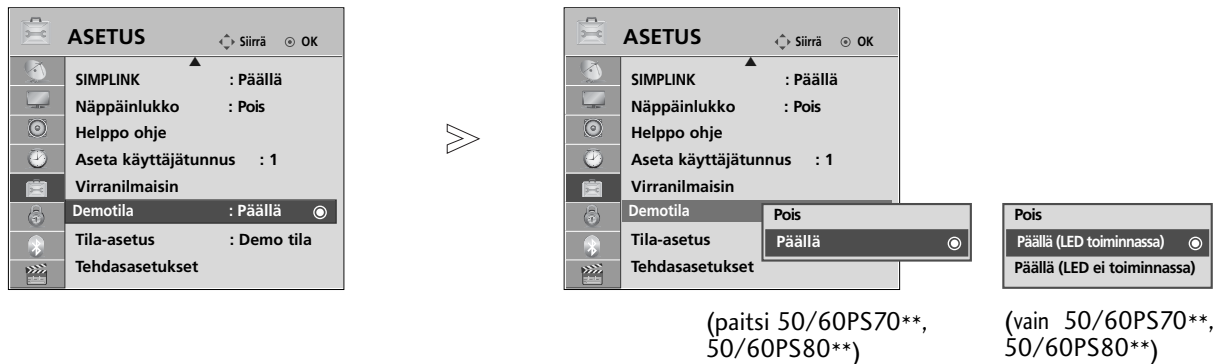 ASETUS Siirrä OK
SIMPLINK : Päällä
Näppäinlukko : Pois
Helppo ohje
Aseta käyttäjätunnus : 1
Virranilmaisin
Demotila : Päällä
Tila-asetus : Demo tila
Tehdasasetukset
ASETUS Siirrä OK
SIMPLINK : Päällä
Näppäinlukko : Pois
Helppo ohje
Aseta käyttäjätunnus : 1
Virranilmaisin
Demotila
Tila-asetus
Tehdasasetukset
Pois
Päällä
(paitsi 50/60PS70**,
50/60PS80**)
Pois
Päällä (LED toiminnassa)
Päällä (LED ei toiminnassa)
(vain 50/60PS70**,
50/60PS80**)